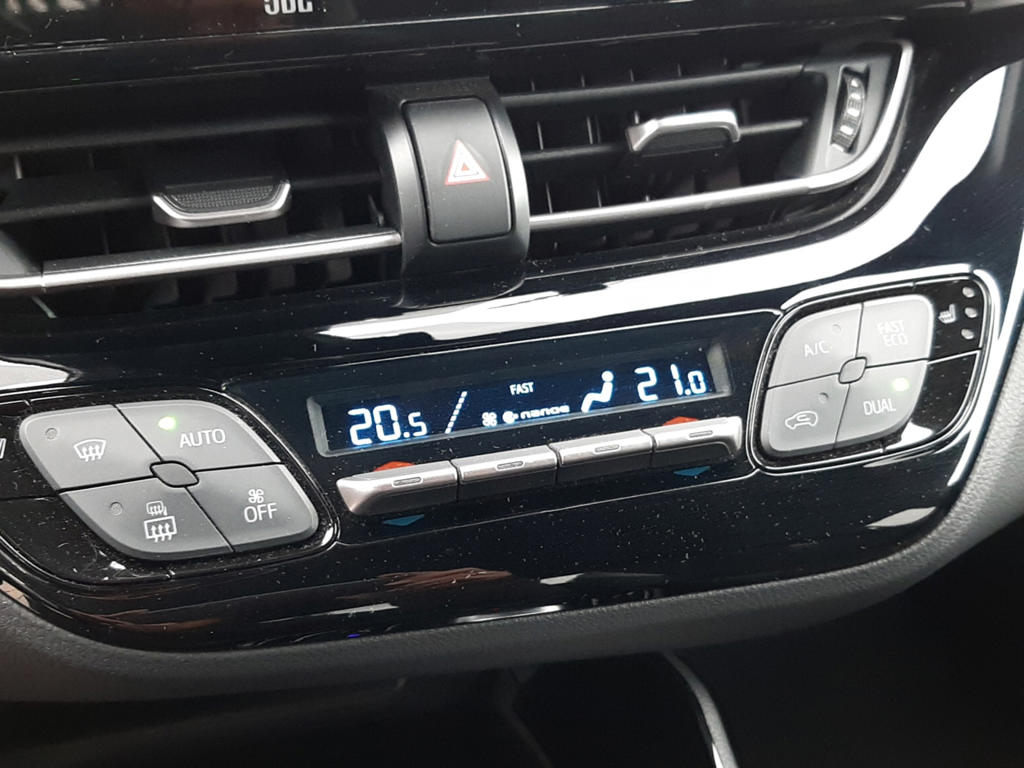 JBL
FAST
20.5
nanoe
21.0
AUTO
OFF
A/C
FAST
ECO
DUAL